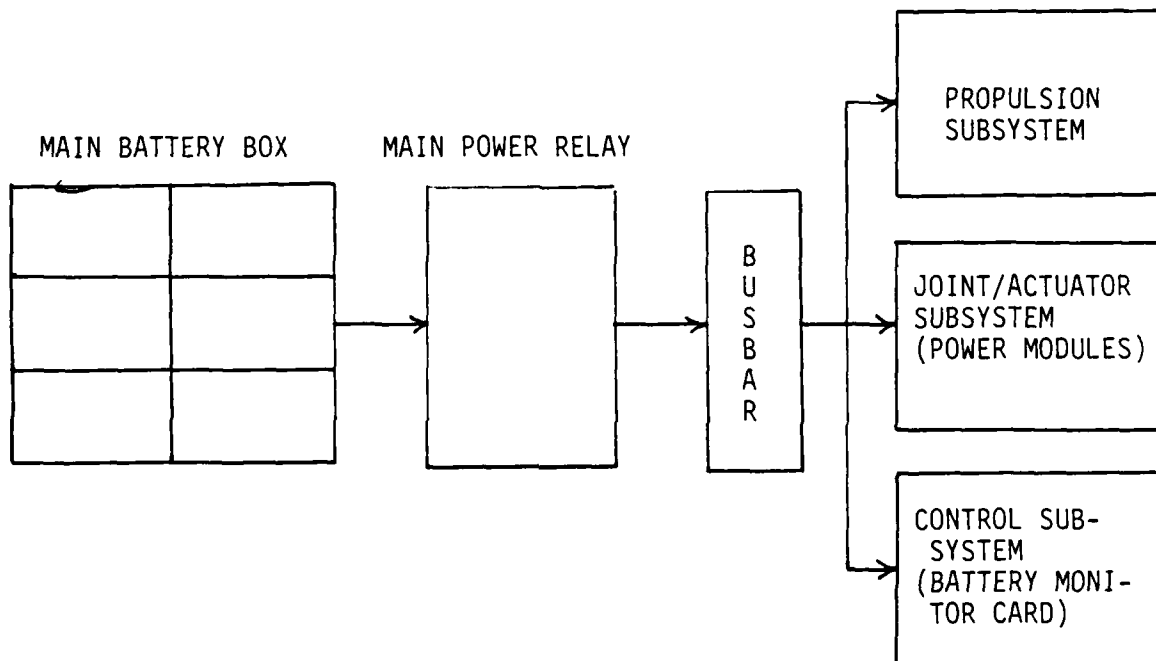 MAIN BATTERY BOX
MAIN POWER RELAY
BUSBAR
PROPULSION
SUBSYSTEM
JOINT/ACTUATOR
SUBSYSTEM
(POWER MODULES)
CONTROL SUB-
SYSTEM
(BATTERY MONI-
TOR CARD)